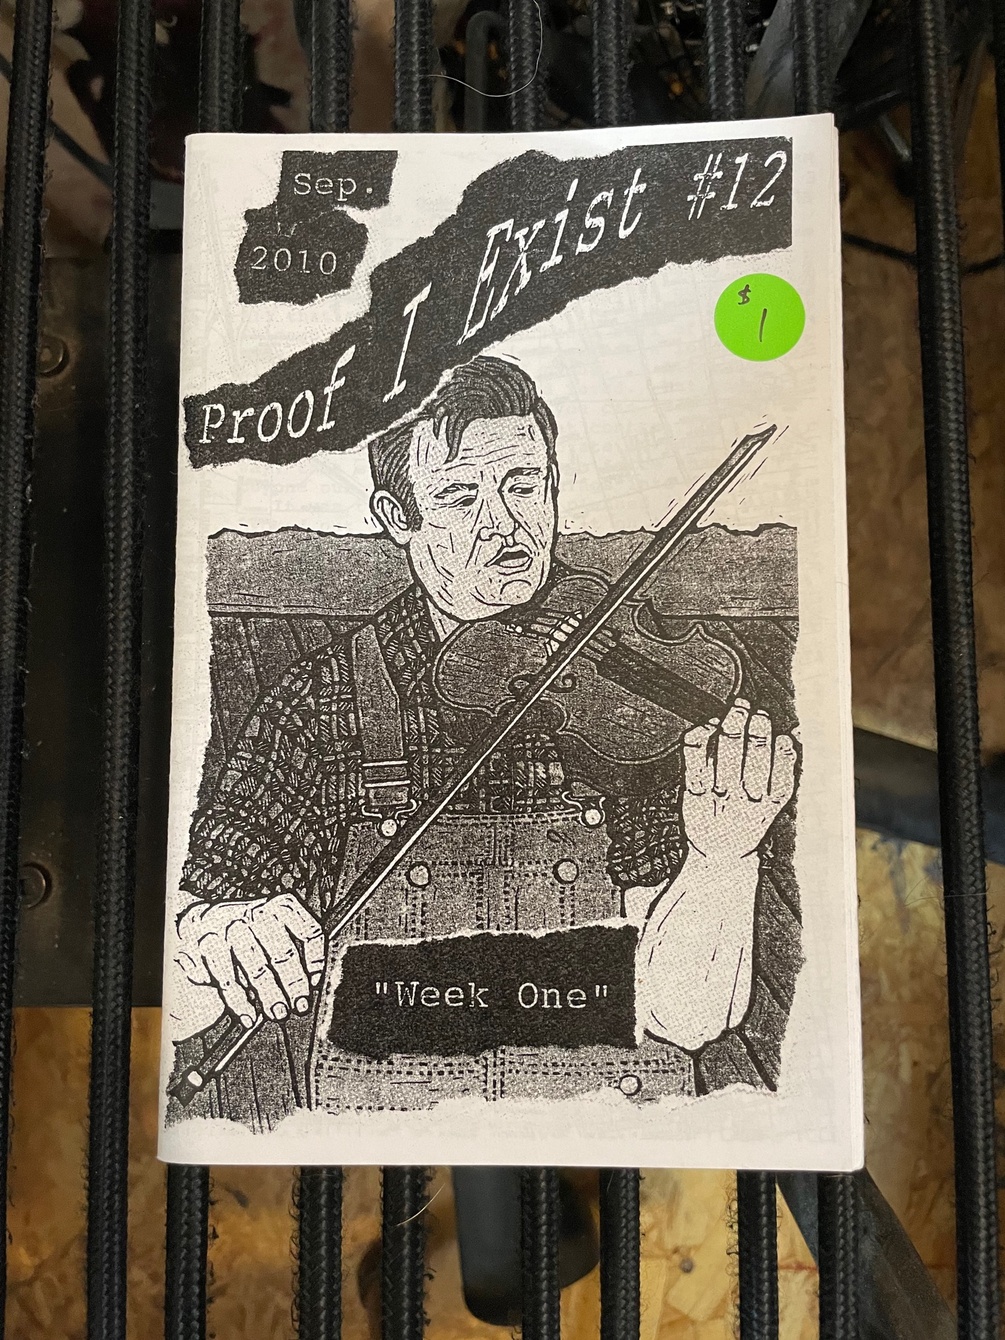 Sep.
2010
Proof I Exist #12
$1
"Week One"